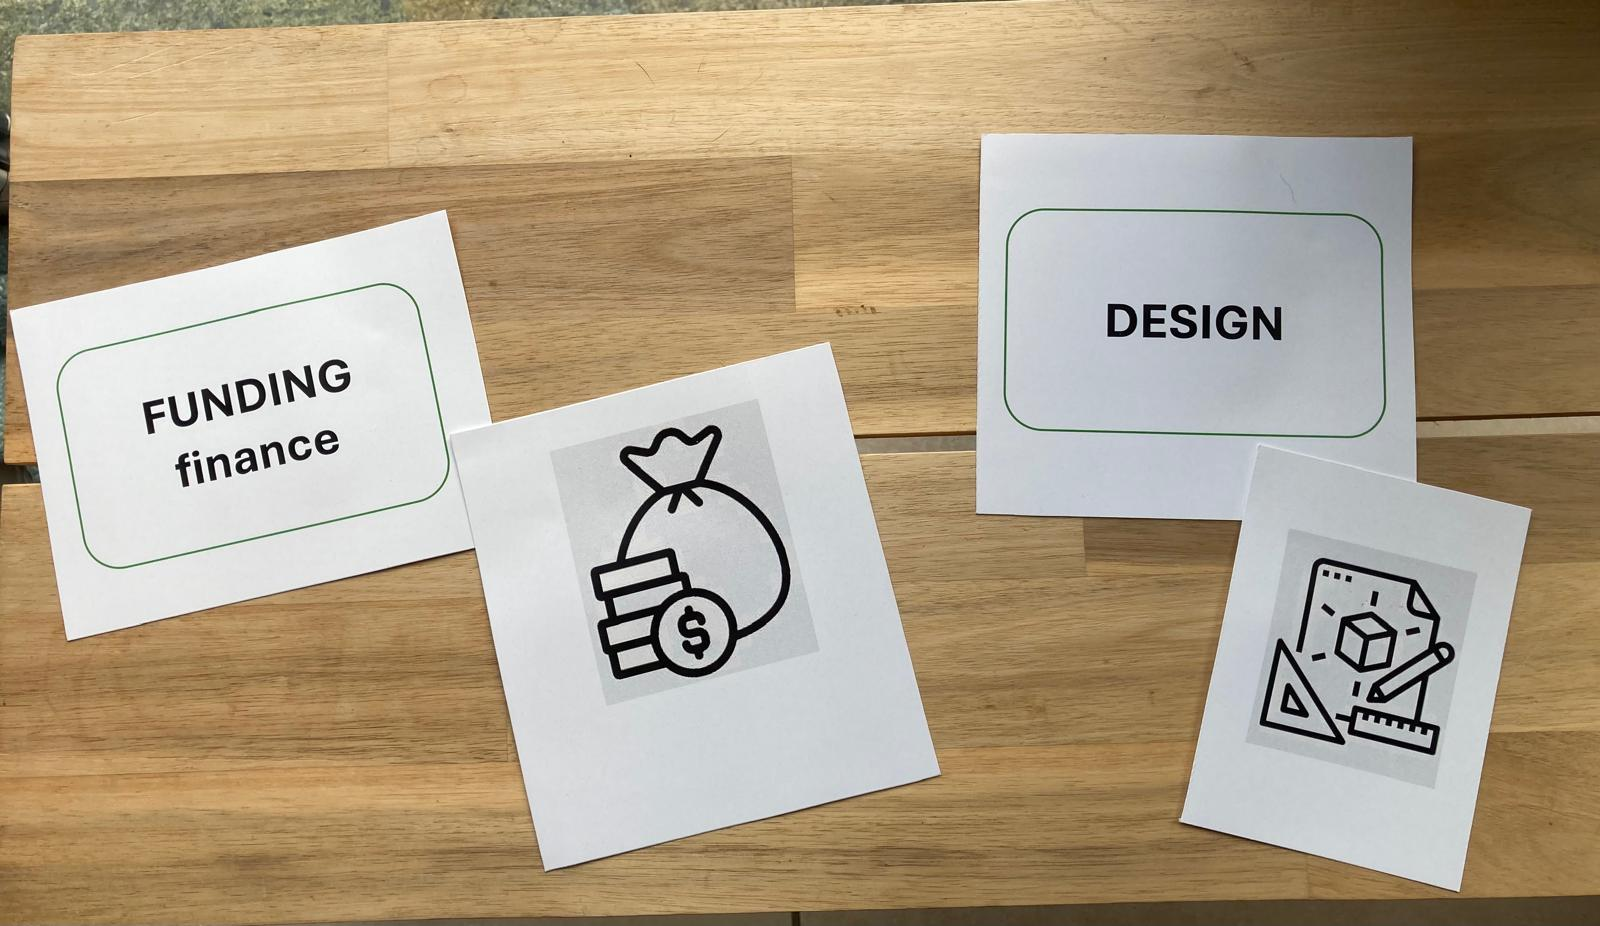 FUNDING
finance
DESIGN
$